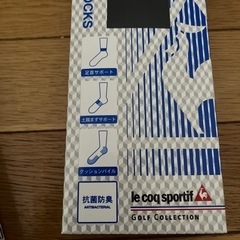 SOCKS
足首サポート
土踏まずサポート
クッションパイル
抗菌防臭
ANTIBACTERIAL
le coq sportif
GOLF COLLECTION